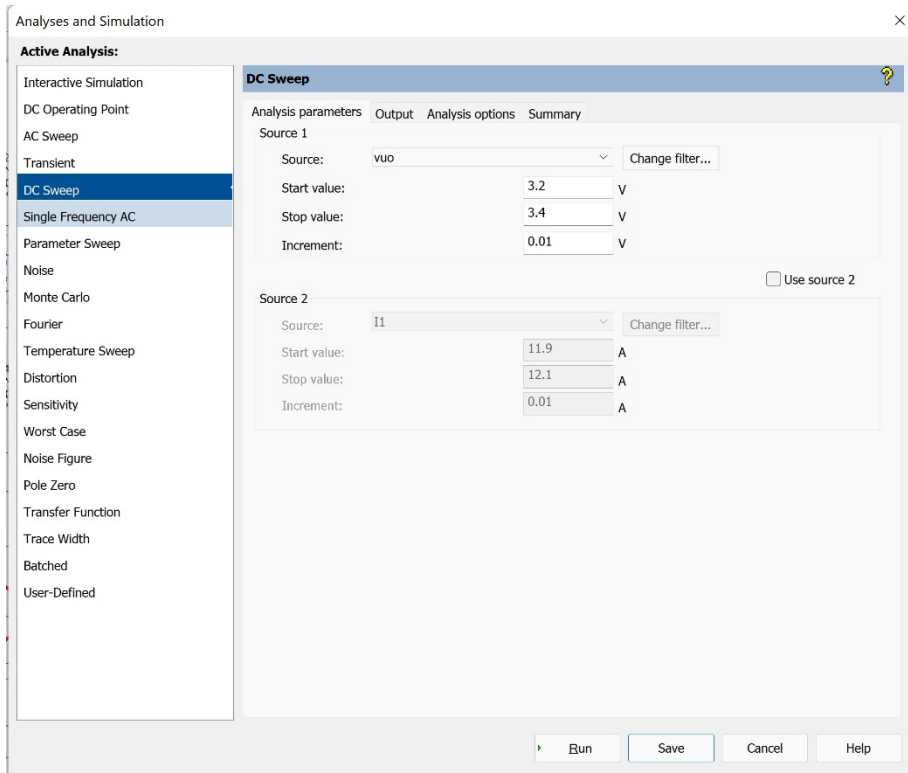 Analyses and Simulation
Active Analysis:
Interactive Simulation
DC Operating Point
AC Sweep
Transient
DC Sweep
Single Frequency AC
Parameter Sweep
Noise
Monte Carlo
Fourier
Temperature Sweep
Distortion
Sensitivity
Worst Case
Noise Figure
Pole Zero
Transfer Function
Trace Width
Batched
User-Defined
DC Sweep
Analysis parameters Output Analysis options Summary
Source 1
Source: vuo Change filter...
Start value: 3.2 V
Stop value: 3.4 V
Increment: 0.01 V
Use source 2
Source 2
Source: I1 Change filter...
Start value: 11.9 A
Stop value: 12.1 A
Increment: 0.01 A
Run Save Cancel Help